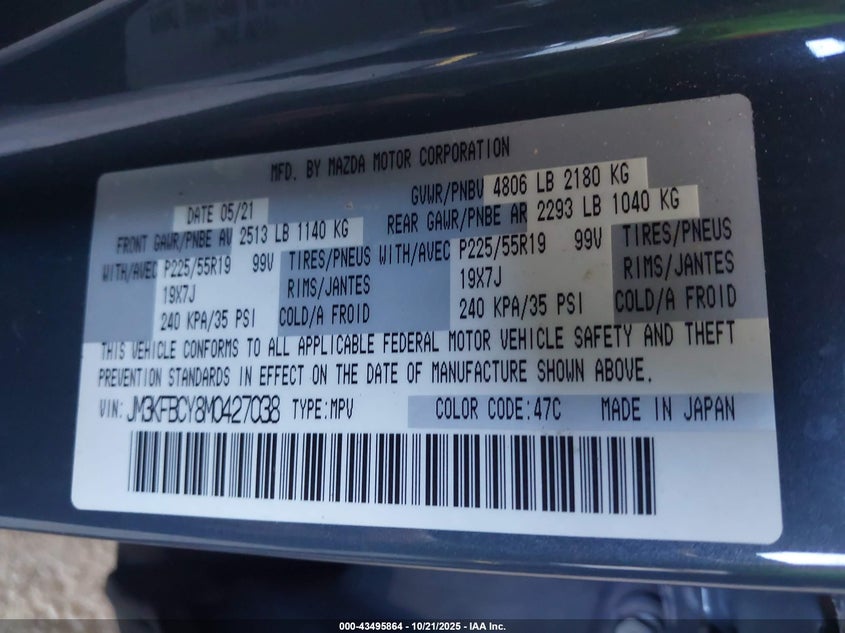 MFD. BY MAZDA MOTOR CORPORATION
DATE 05/21 GVWR/PNBV 4806 LB 2180 KG
FRONT GAWR/PNBE AV 2513 LB 1140 KG REAR GAWR/PNBE AR 2293 LB 1040 KG
WITH/AVEC P225/55R19 99V TIRES/PNEUS WITH/AVEC P225/55R19 99V TIRES/PNEUS
19X7J RIMS/JANTES 19X7J RIMS/JANTES
240 KPA/35 PSI COLD/A FROID 240 KPA/35 PSI COLD/A FROID
THIS VEHICLE CONFORMS TO ALL APPLICABLE FEDERAL MOTOR VEHICLE SAFETY AND THEFT
PREVENTION STANDARDS IN EFFECT ON THE DATE OF MANUFACTURE SHOWN ABOVE.
VIN: JM3KFBCY8M0427038 TYPE:MPV COLOR CODE:47C MADE IN JAPAN
000-43495864 - 10/21/2025 - IAA Inc.